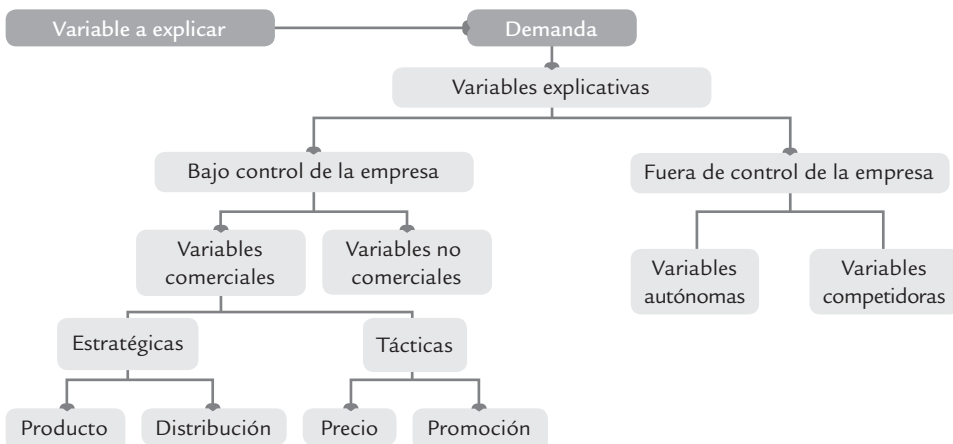 Variable a explicar
Demanda
Variables explicativas
Bajo control de la empresa
Fuera de control de la empresa
Variables
comerciales
Variables no
comerciales
Variables
autónomas
Variables
competidoras
Estratégicas
Tácticas
Producto
Distribución
Precio
Promoción